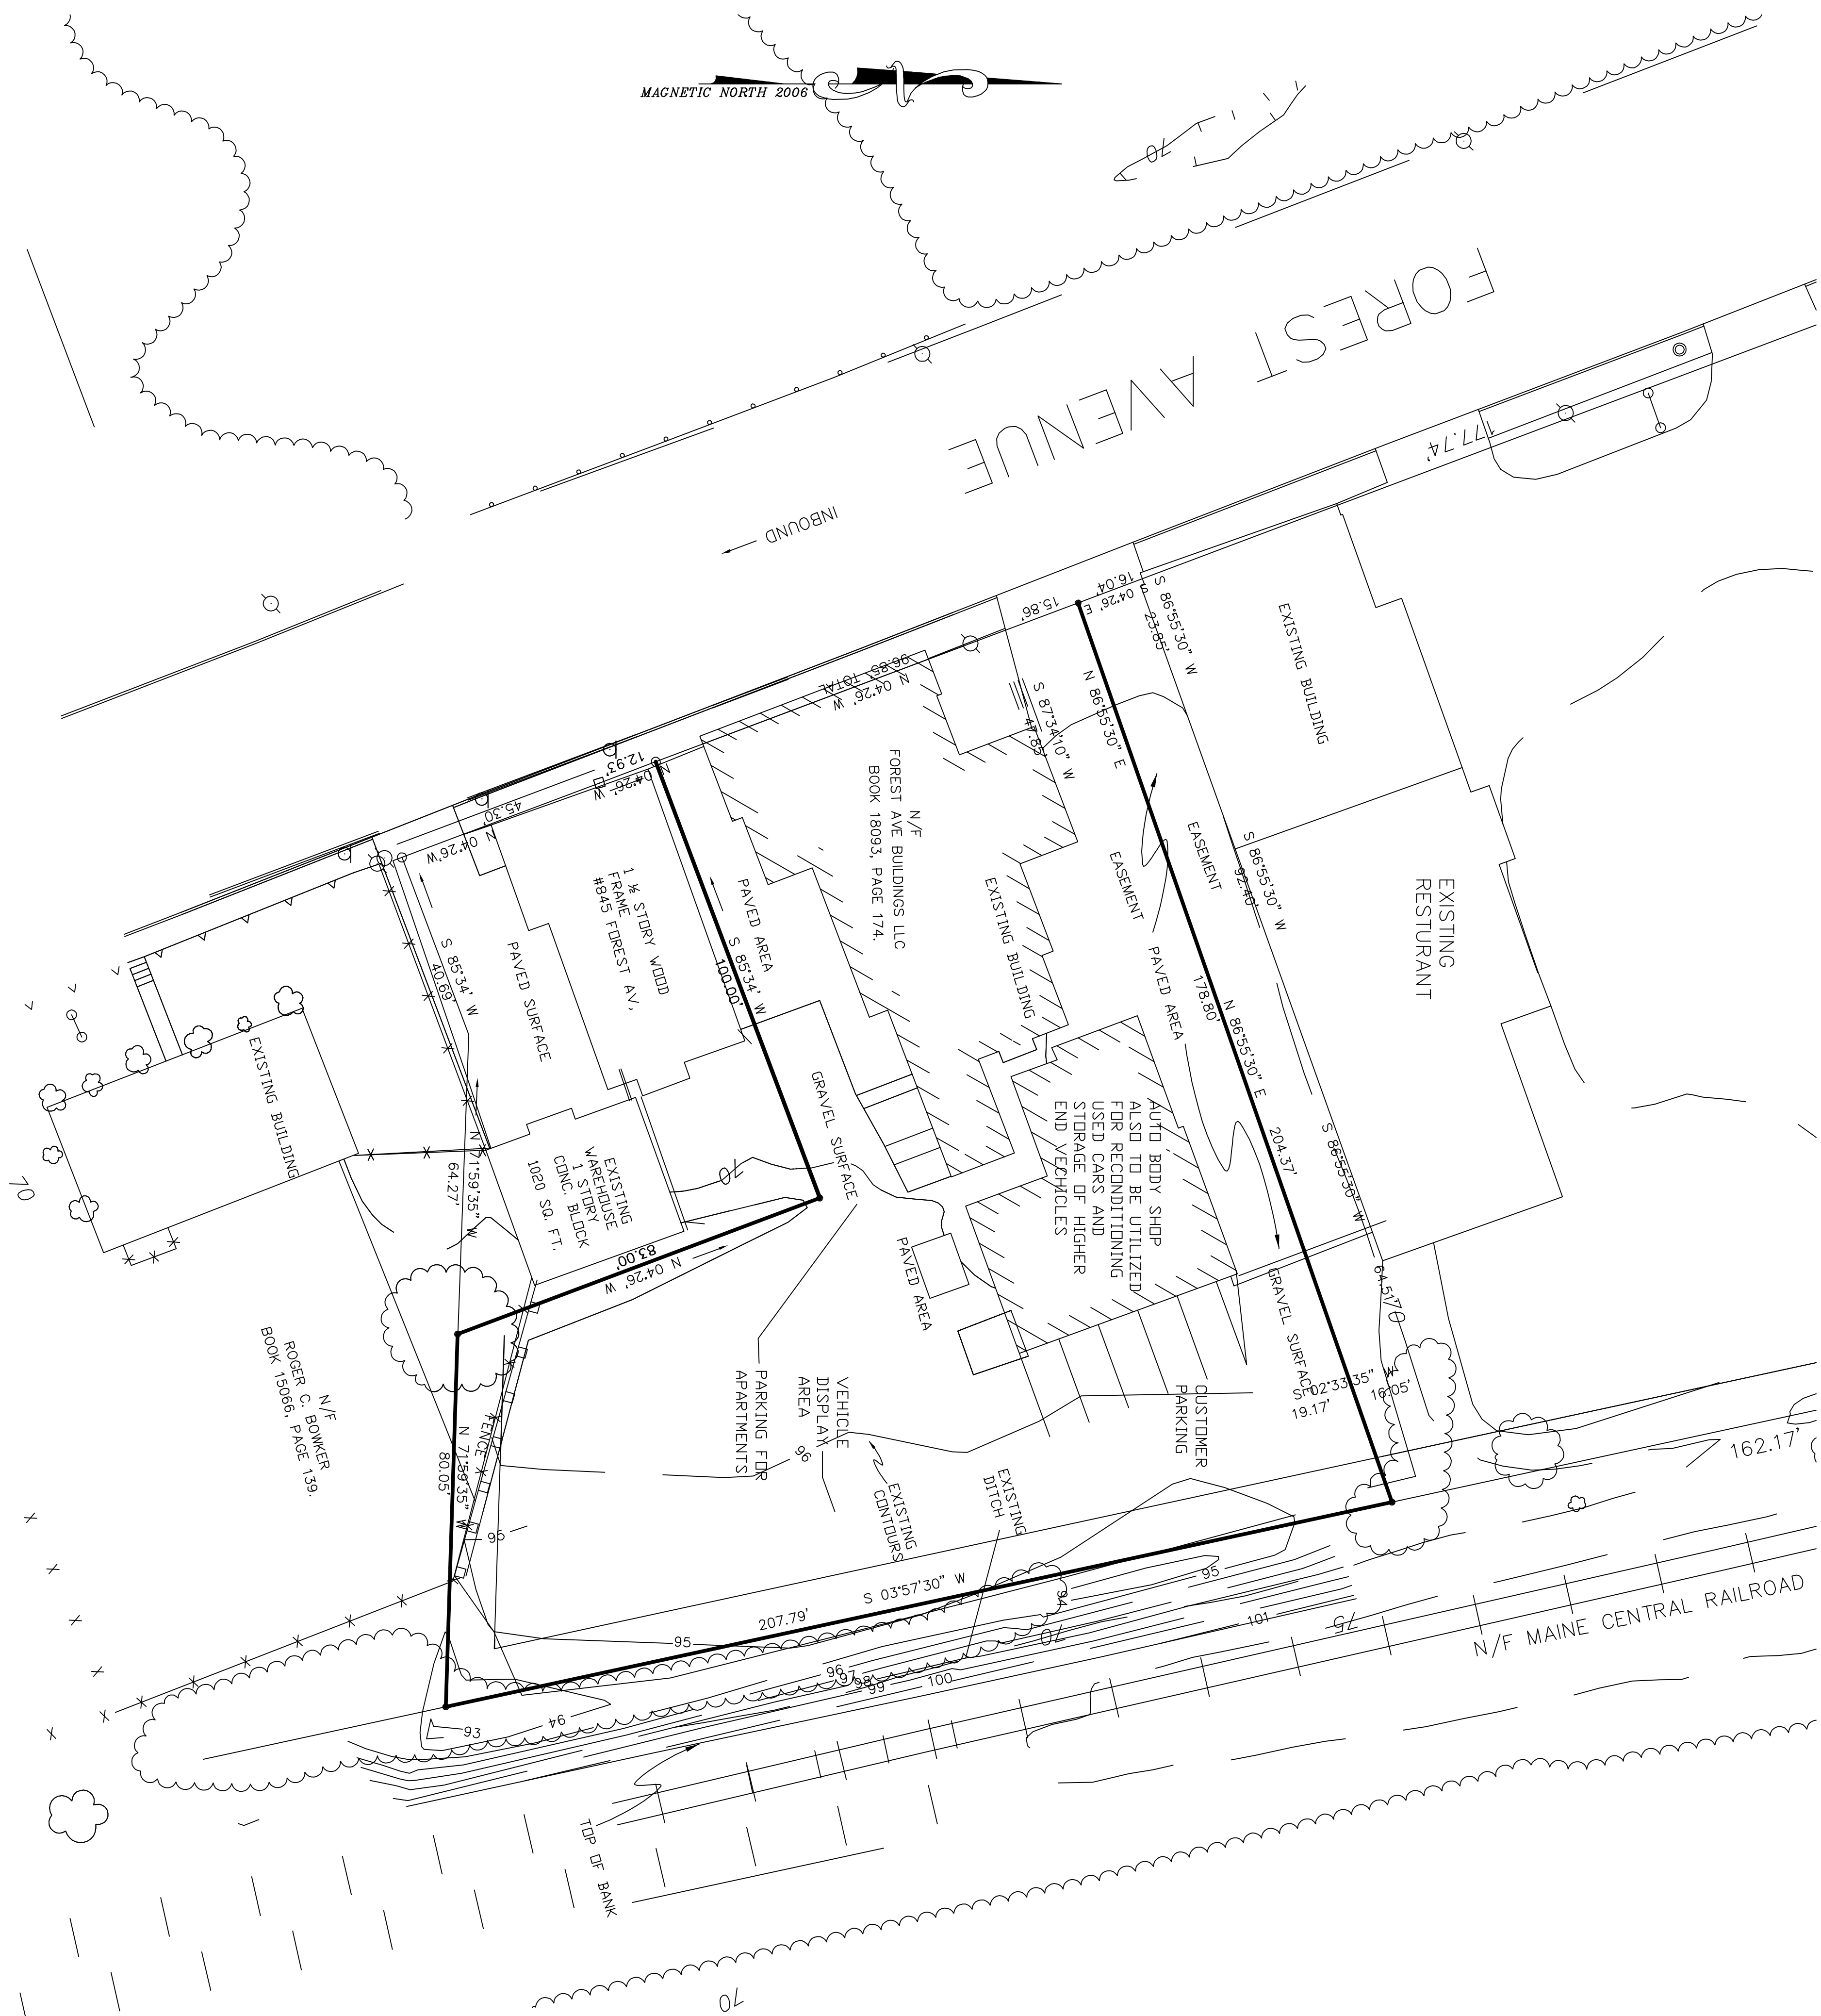 MAGNETIC NORTH 2006
70
FOREST AVENUE
177.74'
INBOUND
16.04'
S 04°26' E
15.86'
S 86°55'30" W
23.85'
EXISTING BUILDING
96.85' TOTAL
N 04°26' W
S 87°34'10" W
47.85'
N 86°55'30" E
12.93'
N 04°26' W
45.30'
N 04°26'W
N/F
FOREST AVE BUILDINGS LLC
BOOK 18093, PAGE 174.
EASEMENT
EASEMENT
S 86°55'30" W
92.40'
EXISTING
RESTURANT
1 ½ STORY WOOD
FRAME
#845 FOREST AV,
PAVED AREA
S 85°34' W
100.00'
EXISTING BUILDING
PAVED AREA
178.80'
N 86°55'30" E
204.37'
S 85°34' W
40.69'
PAVED SURFACE
EXISTING BUILDING
GRAVEL SURFACE
AUTO BODY SHOP
ALSO TO BE UTILIZED
FOR RECONDITIONING
USED CARS AND
STORAGE OF HIGHER
END VECHICLES
S 86°55'30" W
64.51'
70
N 71°59'35" W
64.27'
EXISTING
WAREHOUSE
1 STORY
CONC. BLOCK
1020 SQ. FT.
70
70
83.00'
N 04°26' W
PAVED AREA
GRAVEL SURFACE
S 02°33'35" W
16.05'
19.17'
N/F
ROGER C. BOWKER
BOOK 15066, PAGE 139.
PARKING FOR
APARTMENTS
VEHICLE
DISPLAY
AREA
96
CUSTOMER
PARKING
EXISTING
CONTOURS
EXISTING
DITCH
FENCE
N 71°59'35" W
80.05'
95
162.17'
S 03°57'30" W
207.79'
95
94
95
70
101
75
N/F MAINE CENTRAL RAILROAD
96
97
98
99
100
93
94
TOP OF BANK
70